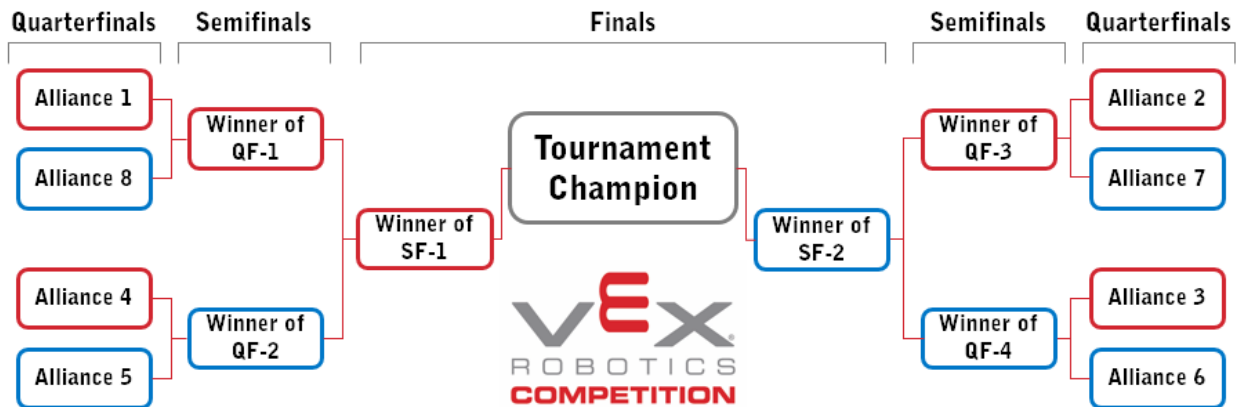 Quarterfinals
Semifinals
Finals
Semifinals
Quarterfinals
Alliance 1
Alliance 8
Alliance 4
Alliance 5
Winner of
QF-1
Winner of
QF-2
Winner of
SF-1
Tournament
Champion
Winner of
SF-2
Winner of
QF-3
Winner of
QF-4
Alliance 2
Alliance 7
Alliance 3
Alliance 6
VEX
ROBOTICS
COMPETITION